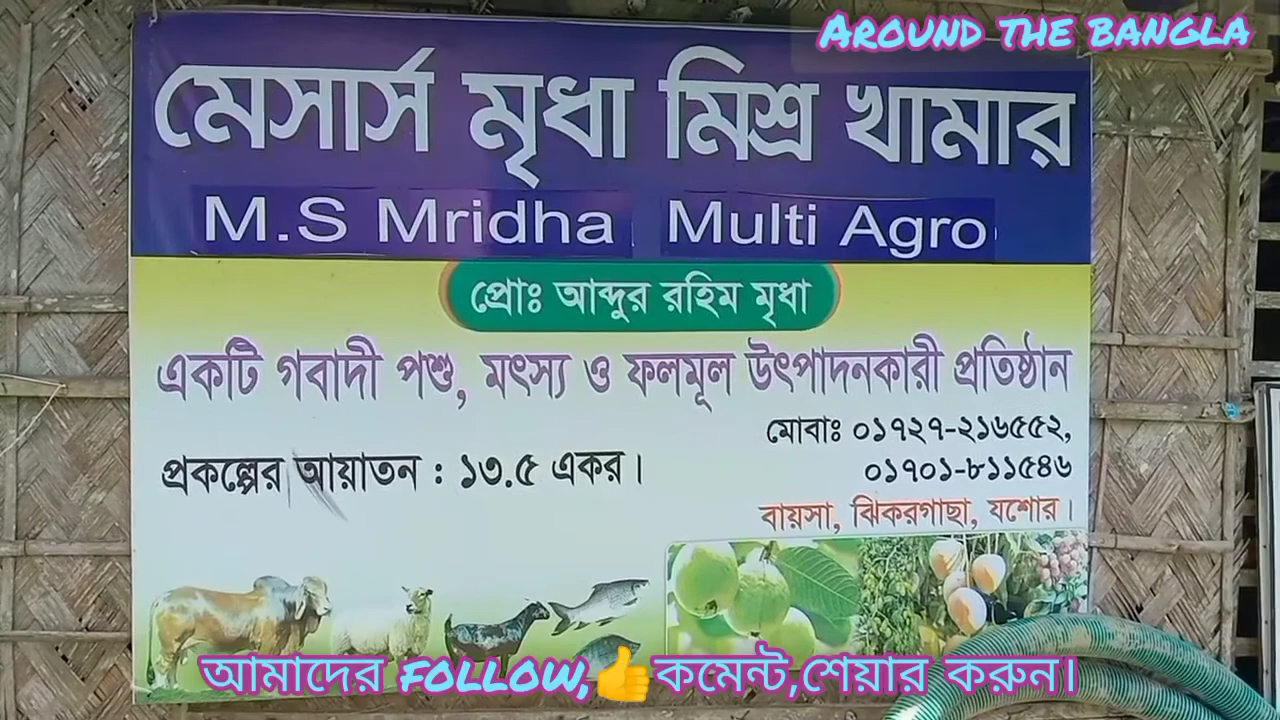 AROUND THE BANGLA
মেসার্স মৃধা মিশ্র খামার
M.S Mridha Multi Agro
প্রোঃ আব্দুর রহিম মৃধা
একটি গবাদী পশু, মৎস্য ও ফলমূল উৎপাদনকারী প্রতিষ্ঠান
মোবাঃ ০১৭২৭-২১৬৫৫২,
০১৭০১-৮১১৫৪৬
প্রকল্পের আয়াতন : ১৩.৫ একর।
বায়সা, ঝিকরগাছা, যশোর।
আমাদের FOLLOW,👍কমেন্ট,শেয়ার করুন।